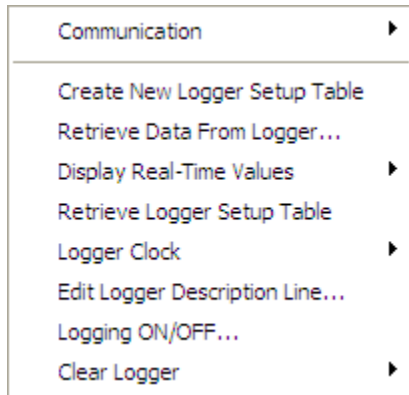 Communication
Create New Logger Setup Table
Retrieve Data From Logger...
Display Real-Time Values
Retrieve Logger Setup Table
Logger Clock
Edit Logger Description Line...
Logging ON/OFF...
Clear Logger